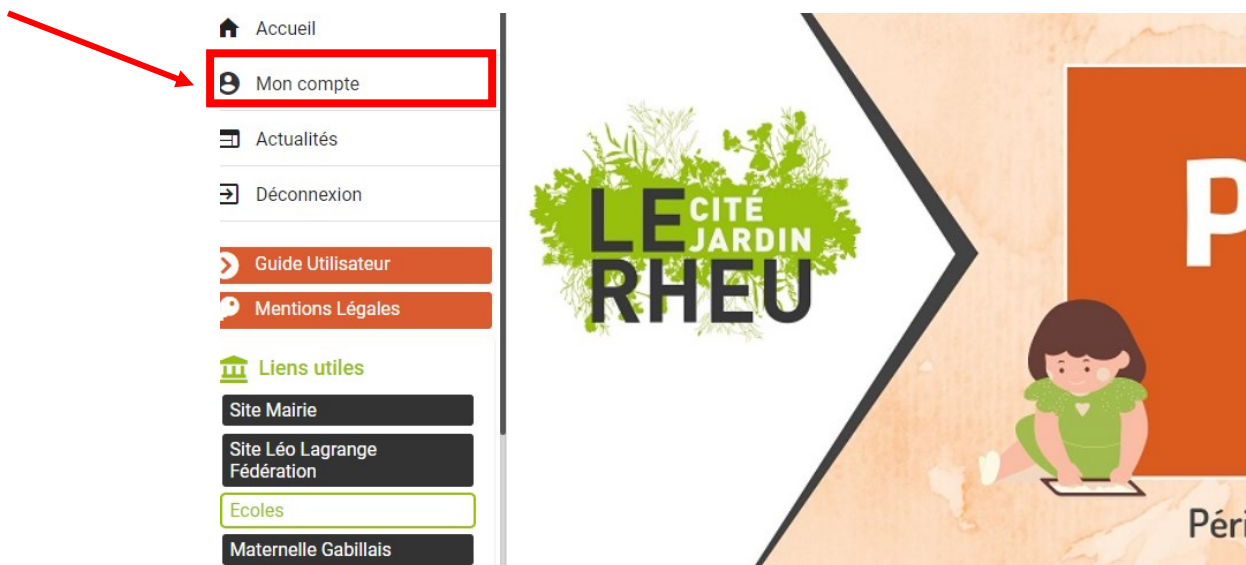 Accueil
Mon compte
Actualités
Déconnexion
Guide Utilisateur
Mentions Légales
Liens utiles
Site Mairie
Site Léo Lagrange
Fédération
Ecoles
Maternelle Gabillais
LE CITÉ
JARDIN
RHEU
P
Péri